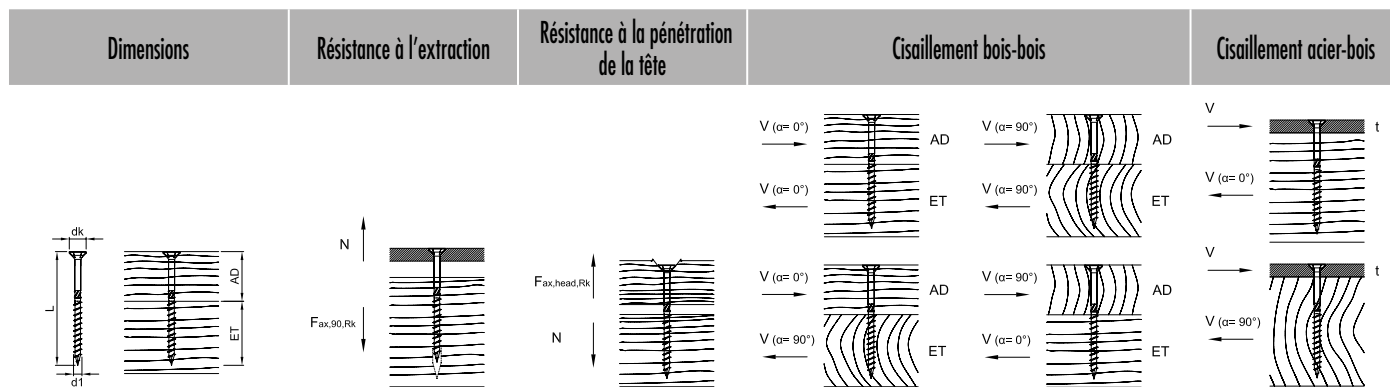 Dimensions
Résistance à l'extraction
Résistance à la pénétration
de la tête
Cisaillement bois-bois
Cisaillement acier-bois
dk
L
d1
AD
ET
N
Fax,90,Rk
Fax,head,Rk
N
V (α= 0°)
AD
V (α= 0°)
ET
V (α= 90°)
AD
V (α= 90°)
ET
V (α= 0°)
AD
V (α= 90°)
ET
V (α= 90°)
AD
V (α= 0°)
ET
V
t
V (α= 0°)
V
t
V (α= 90°)